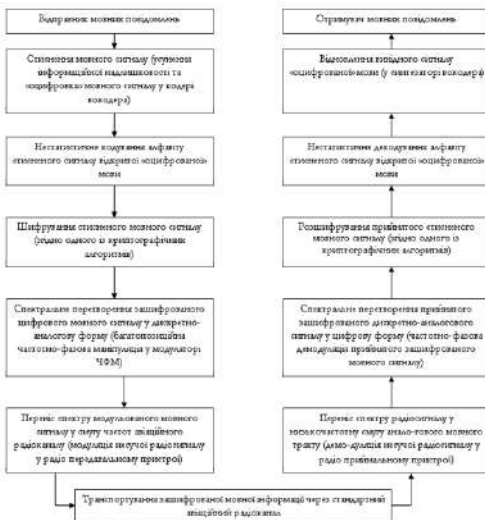 Відправник мовних повідомлень
Стиснення мовного сигналу (усунення
інформаційної надлишковості та
«оцифровка» мовного сигналу у кодері
вокодера)
Нестатистичне кодування алфавіту
стисненого сигналу відкритої «оцифрованої»
мови
Шифрування стисненого мовного сигналу
(згідно одного із криптографічних
алгоритмів)
Спектральне перетворення зашифрованого
цифрового мовного сигналу у дискретно-
аналогову форму (багатопозиційна
частотно-фазова маніпуляція у модуляторі
ЧФМ)
Переніс спектру модульованого мовного
сигналу у смугу частот авіаційного
радіоканалу (модуляція несучої радіосигналу
у радіо передавальному пристрої)
Транспортування зашифрованої мовної інформації через стандартний
авіаційний радіоканал
Переніс спектру радіосигналу у
низькочастотну смугу анало-гового мовного
тракту (демо-дуляція несучої радіосигналу у
радіо приймальному пристрої)
Спектральне перетворення прийнятого
зашифрованого дискретно-аналогового
сигналу у цифрову форму (частотно-фазова
демодуляція прийнятого зашифрованого
мовного сигналу)
Розшифрування прийнятого стисненого
мовного сигналу (згідно одного із
криптографічних алгоритмів)
Нестатистичне декодування алфавіту
стисненого сигналу відкритої «оцифрованої»
мови
Відновлення вихідного сигналу
«оцифрованої» мови (у синтезаторі вокодера)
Отримувач мовних повідомлень